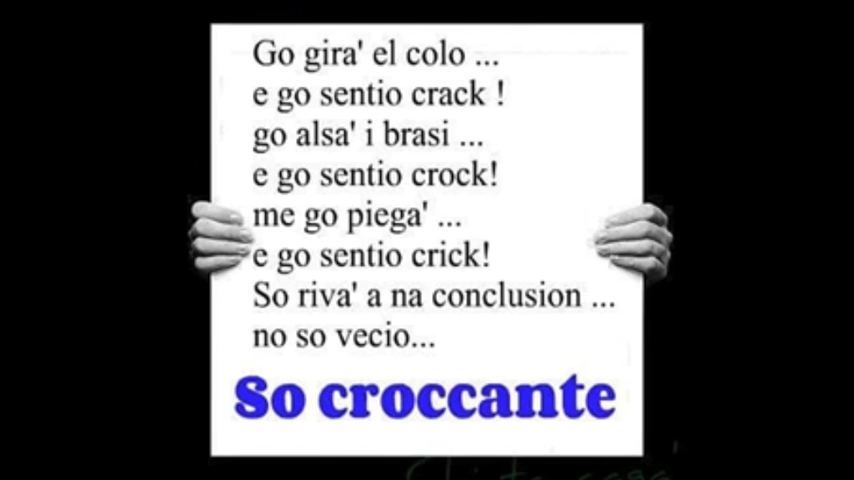 Go gira' el colo ...
e go sentio crack !
go alsa' i brasi ...
e go sentio crock!
me go piega' ...
e go sentio crick!
So riva' a na conclusion ...
no so vecio...
So croccante